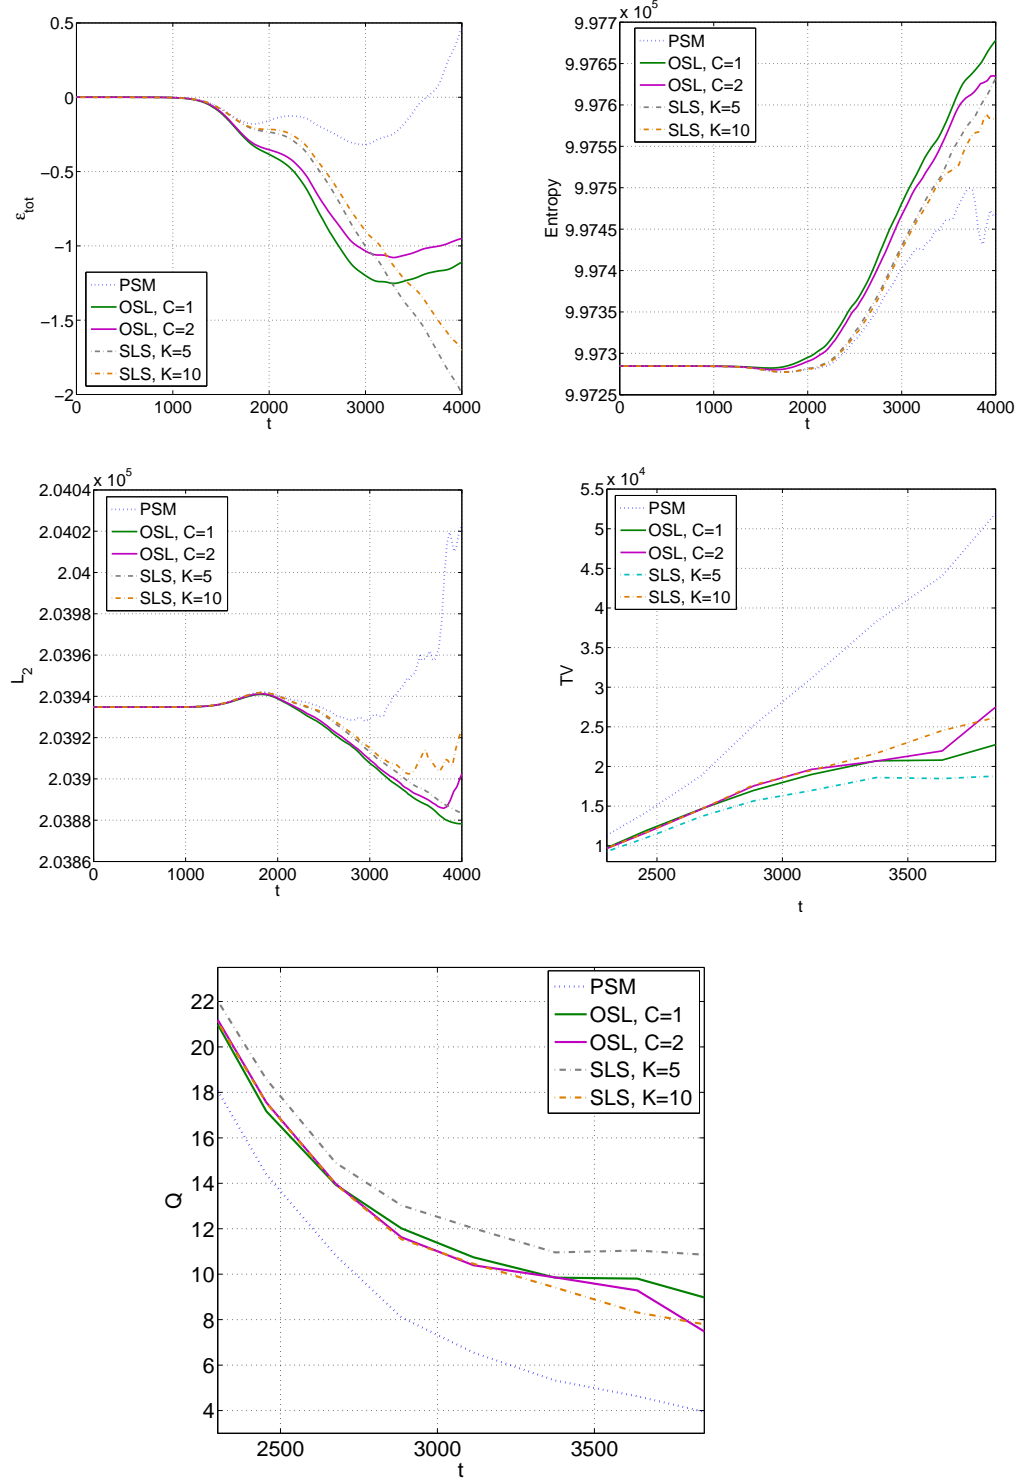 0.5
0
−0.5
−1
−1.5
−2
ε tot
0 1000 2000 3000 4000
t
PSM
OSL, C=1
OSL, C=2
SLS, K=5
SLS, K=10
x 10^5
9.977
9.9765
9.976
9.9755
9.975
9.9745
9.974
9.9735
9.973
9.9725
Entropy
0 1000 2000 3000 4000
t
PSM
OSL, C=1
OSL, C=2
SLS, K=5
SLS, K=10
x 10^5
2.0404
2.0402
2.04
2.0398
2.0396
2.0394
2.0392
2.039
2.0388
2.0386
L2
0 1000 2000 3000 4000
t
PSM
OSL, C=1
OSL, C=2
SLS, K=5
SLS, K=10
x 10^4
5.5
5
4.5
4
3.5
3
2.5
2
1.5
1
TV
2500 3000 3500
t
PSM
OSL, C=1
OSL, C=2
SLS, K=5
SLS, K=10
22
20
18
16
14
12
10
8
6
4
Q
2500 3000 3500
t
PSM
OSL, C=1
OSL, C=2
SLS, K=5
SLS, K=10